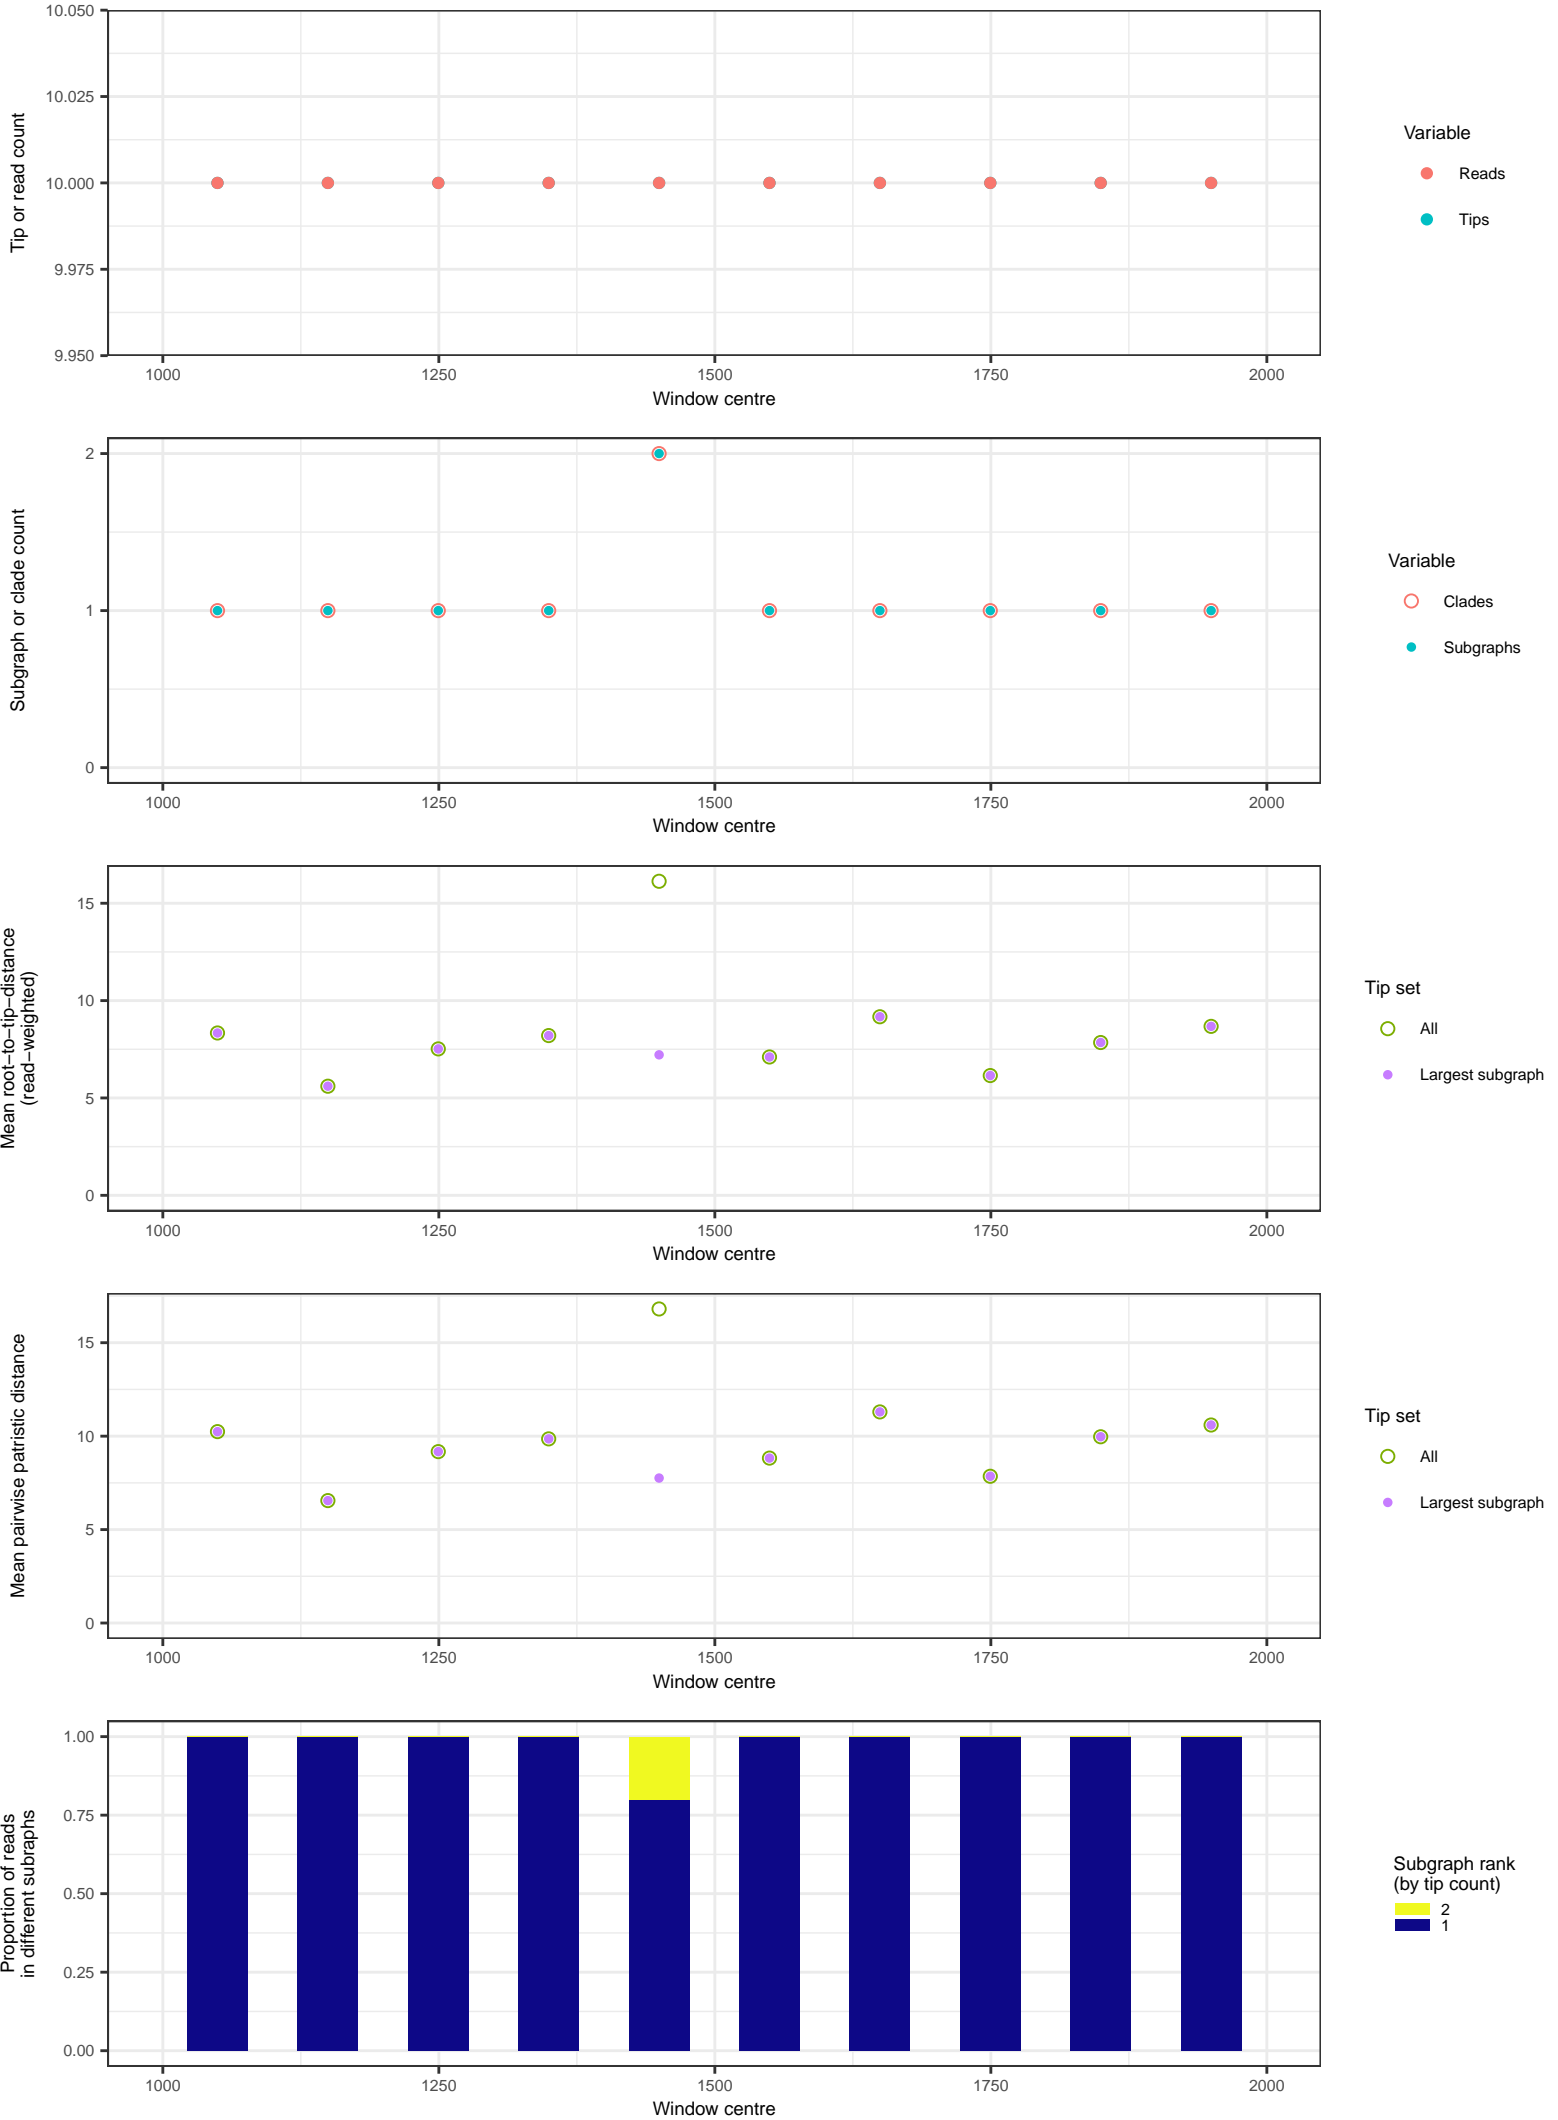 10.050
10.025
10.000
9.975
9.950
Tip or read count
1000 1250 1500 1750 2000
Window centre
Variable
Reads
Tips
2
1
0
Subgraph or clade count
1000 1250 1500 1750 2000
Window centre
Variable
Clades
Subgraphs
15
10
5
0
Mean root−to−tip−distance
(read−weighted)
1000 1250 1500 1750 2000
Window centre
Tip set
All
Largest subgraph
15
10
5
0
Mean pairwise patristic distance
1000 1250 1500 1750 2000
Window centre
Tip set
All
Largest subgraph
1.00
0.75
0.50
0.25
0.00
Proportion of reads
in different subraphs
1000 1250 1500 1750 2000
Window centre
Subgraph rank
(by tip count)
2
1